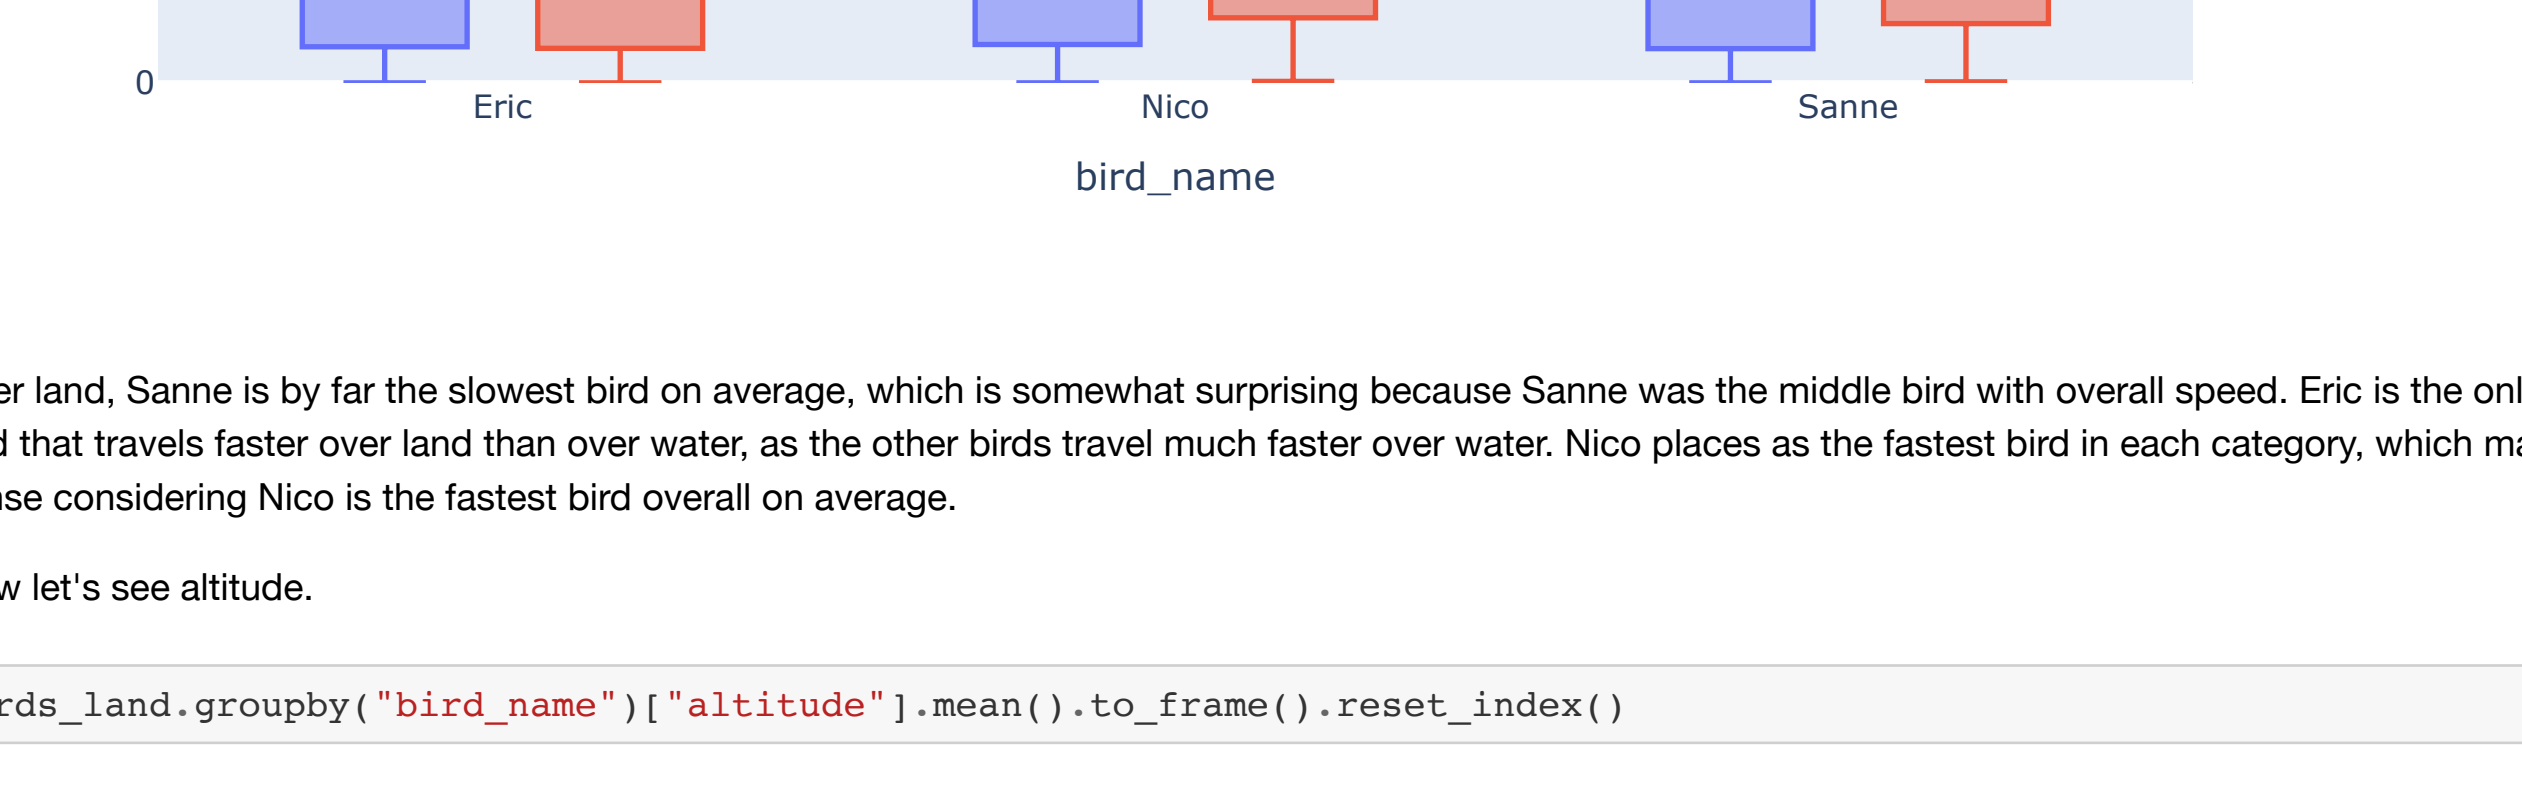 0
Eric Nico Sanne
bird_name
er land, Sanne is by far the slowest bird on average, which is somewhat surprising because Sanne was the middle bird with overall speed. Eric is the onl
d that travels faster over land than over water, as the other birds travel much faster over water. Nico places as the fastest bird in each category, which ma
nse considering Nico is the fastest bird overall on average.
w let's see altitude.
rds_land.groupby("bird_name")["altitude"].mean().to_frame().reset_index()